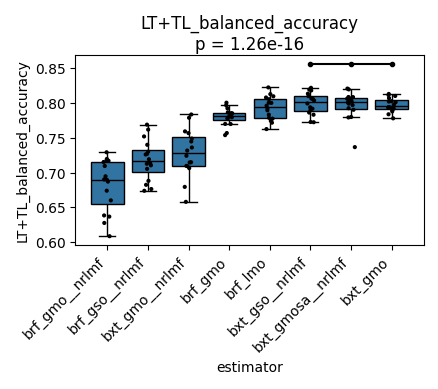 LT+TL_balanced_accuracy
p = 1.26e-16
LT+TL_balanced_accuracy
0.85
0.80
0.75
0.70
0.65
0.60
brf_gmo__nrlmf
brf_gso__nrlmf
bxt_gmo__nrlmf
brf_gmo
brf_lmo
bxt_gso__nrlmf
bxt_gmosa__nrlmf
bxt_gmo
estimator